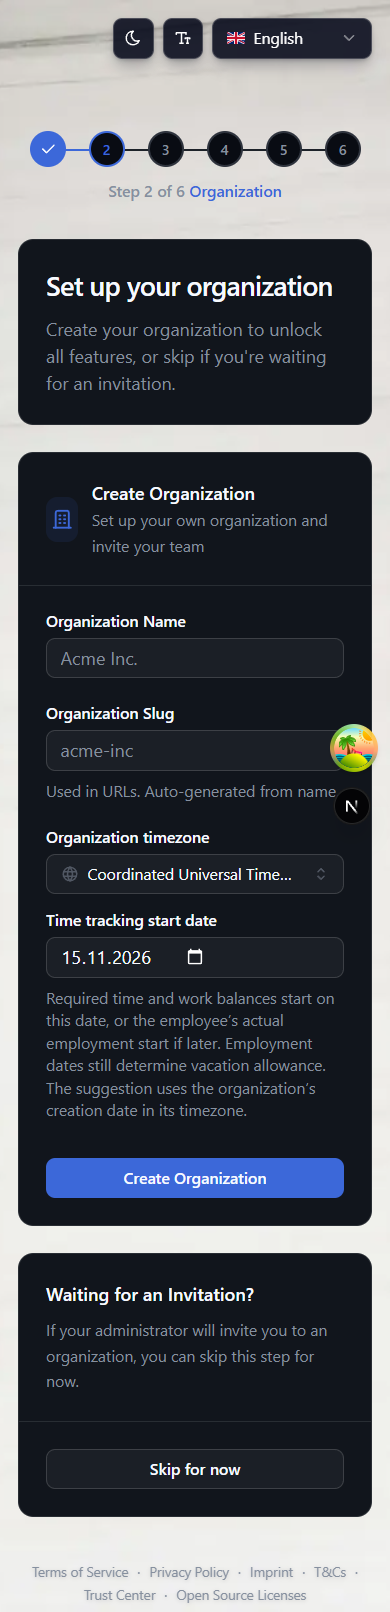 English
2
3
4
5
6
Step 2 of 6 Organization
Set up your organization
Create your organization to unlock
all features, or skip if you're waiting
for an invitation.
Create Organization
Set up your own organization and
invite your team
Organization Name
Acme Inc.
Organization Slug
acme-inc
Used in URLs. Auto-generated from name
N
Organization timezone
Coordinated Universal Time...
Time tracking start date
15.11.2026
Required time and work balances start on
this date, or the employee’s actual
employment start if later. Employment
dates still determine vacation allowance.
The suggestion uses the organization’s
creation date in its timezone.
Create Organization
Waiting for an Invitation?
If your administrator will invite you to an
organization, you can skip this step for
now.
Skip for now
Terms of Service · Privacy Policy · Imprint · T&Cs ·
Trust Center · Open Source Licenses